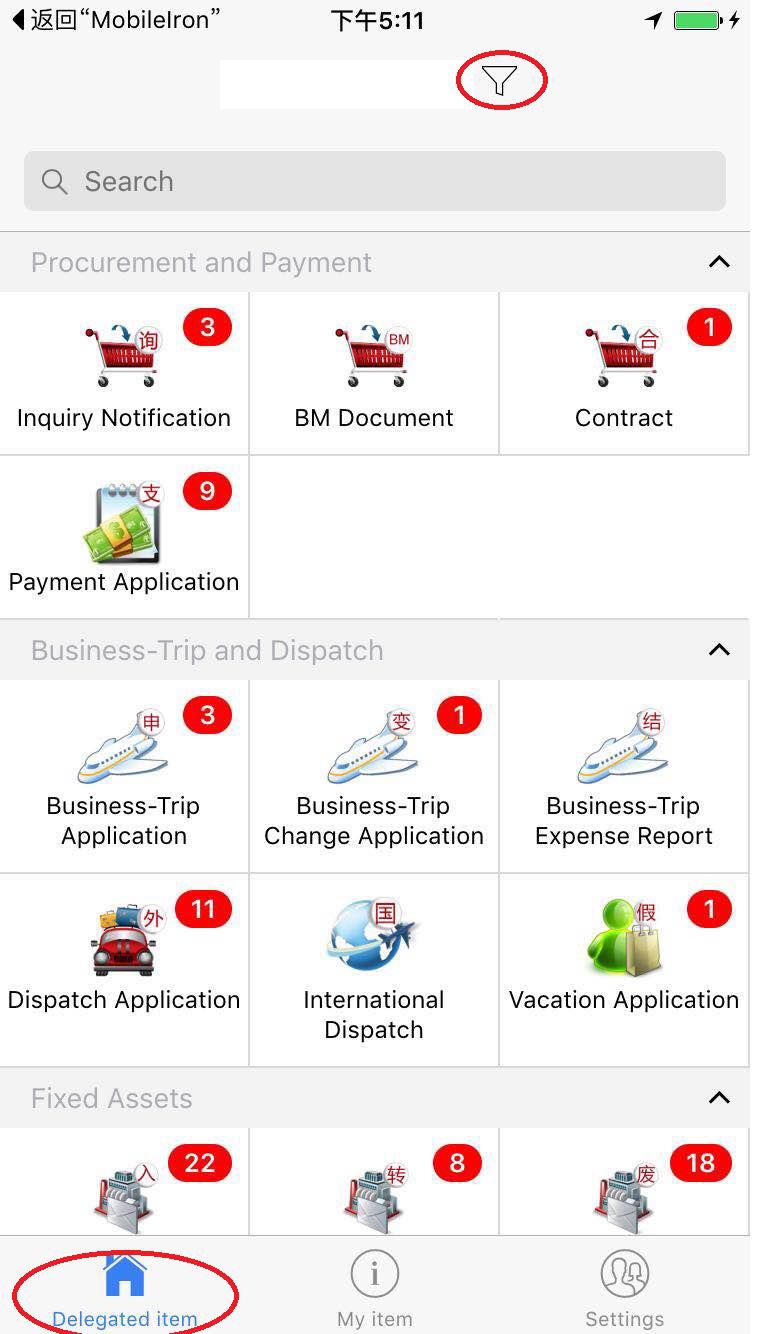 返回“MobileIron” 下午5:11
Search
Procurement and Payment
询 3 BM 合 1
Inquiry Notification BM Document Contract
支 9
Payment Application
Business-Trip and Dispatch
申 3 变 1 结
Business-Trip Business-Trip Business-Trip
Application Change Application Expense Report
外 11 国 假 1
Dispatch Application International Vacation Application
Dispatch
Fixed Assets
入 22 转 8 废 18
Delegated item My item Settings